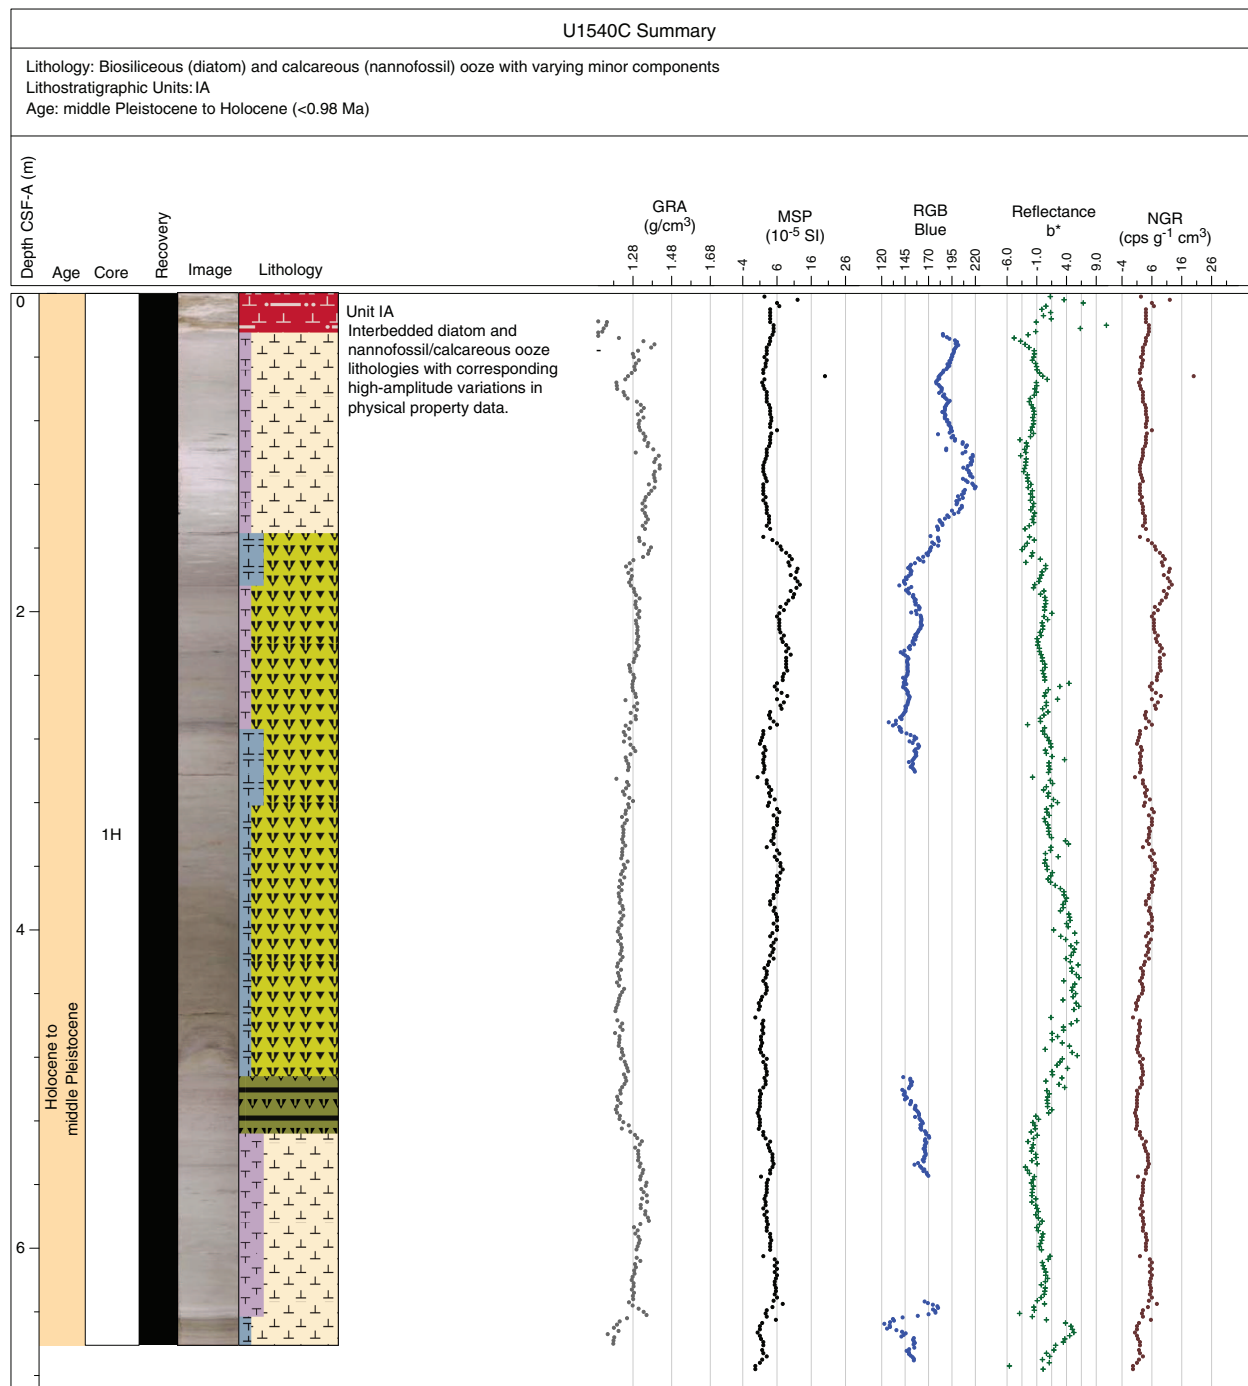 U1540C Summary
Lithology: Biosiliceous (diatom) and calcareous (nannofossil) ooze with varying minor components
Lithostratigraphic Units: IA
Age: middle Pleistocene to Holocene (<0.98 Ma)
Depth CSF-A (m)
Age
Core
Recovery
Image
Lithology
GRA
(g/cm³)
1.28
1.48
1.68
MSP
(10⁻⁵ SI)
-4
6
16
26
RGB
Blue
120
145
170
195
220
Reflectance
b*
-6.0
-1.0
4.0
9.0
NGR
(cps g⁻¹ cm³)
-4
6
16
26
0
2
4
6
Holocene to
middle Pleistocene
1H
Unit IA
Interbedded diatom and
nannofossil/calcareous ooze
lithologies with corresponding
high-amplitude variations in
physical property data.